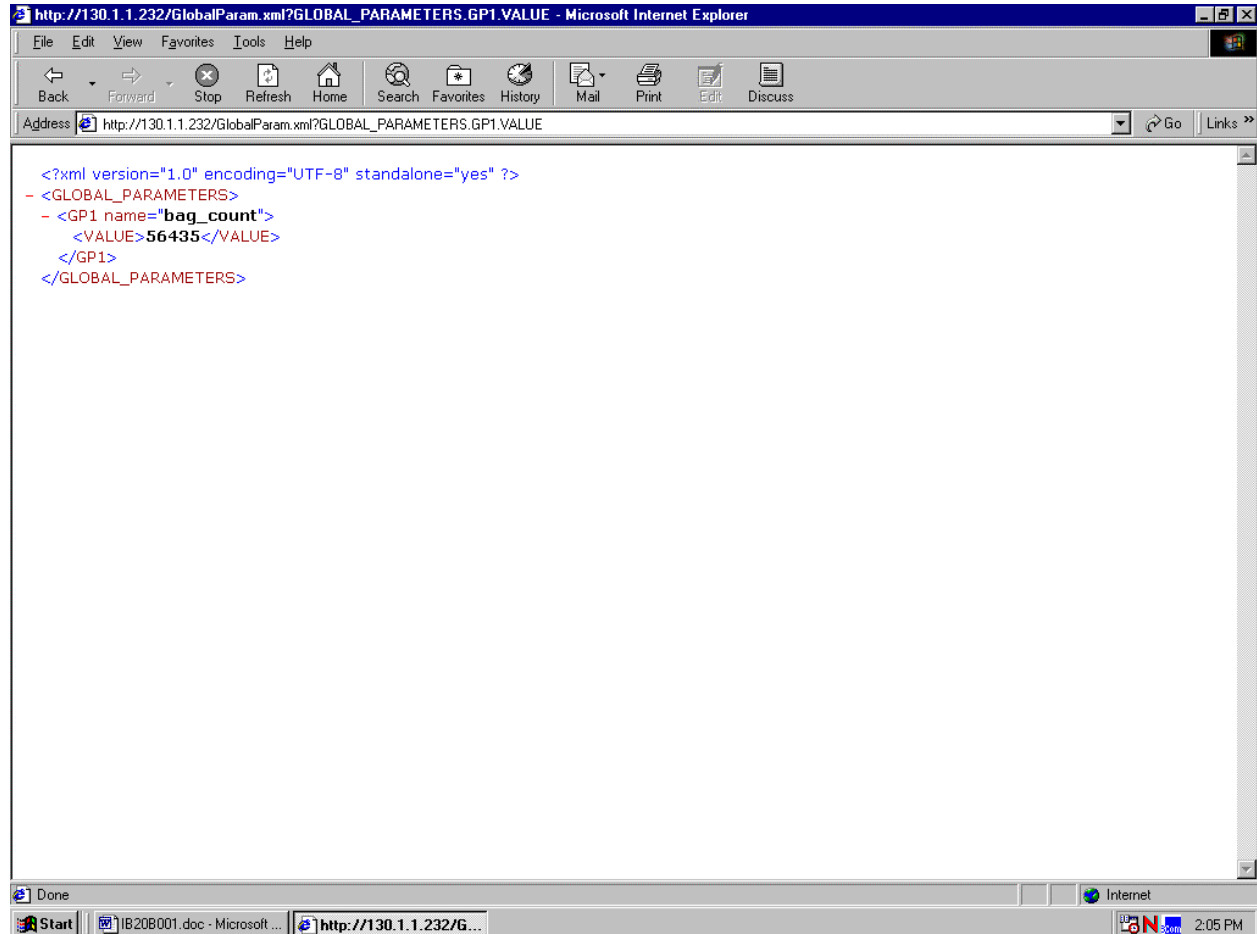 http://130.1.1.232/GlobalParam.xml?GLOBAL_PARAMETERS.GP1.VALUE - Microsoft Internet Explorer
File Edit View Favorites Tools Help
Back Forward Stop Refresh Home Search Favorites History Mail Print Edit Discuss
Address http://130.1.1.232/GlobalParam.xml?GLOBAL_PARAMETERS.GP1.VALUE Go Links »
<?xml version="1.0" encoding="UTF-8" standalone="yes" ?>
- <GLOBAL_PARAMETERS>
- <GP1 name="bag_count">
<VALUE>56435</VALUE>
</GP1>
</GLOBAL_PARAMETERS>
Done Internet
Start IB20B001.doc - Microsoft ... http://130.1.1.232/G... N 2:05 PM